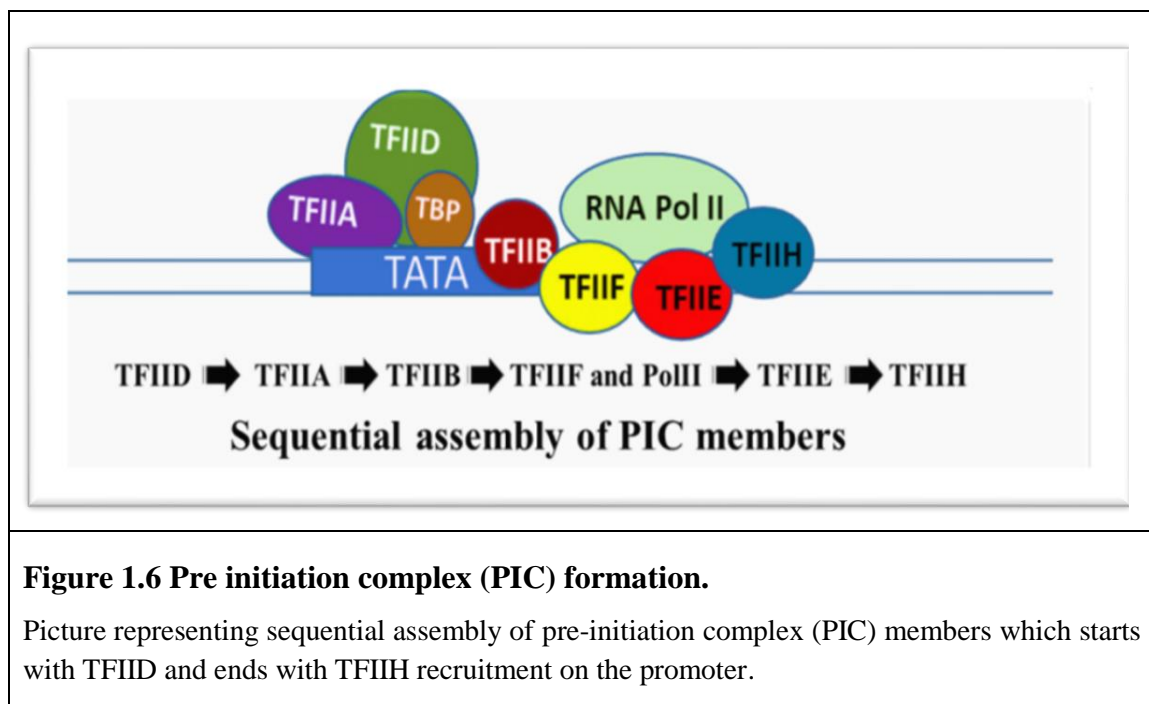 TFIID
TFIIA
TBP
RNA Pol II
TFIIB
TFIIH
TATA
TFIIF
TFIIE
TFIID ➡ TFIIA ➡ TFIIB ➡ TFIIF and PolII ➡ TFIIE ➡ TFIIH
Sequential assembly of PIC members
Figure 1.6 Pre initiation complex (PIC) formation.
Picture representing sequential assembly of pre-initiation complex (PIC) members which starts
with TFIID and ends with TFIIH recruitment on the promoter.